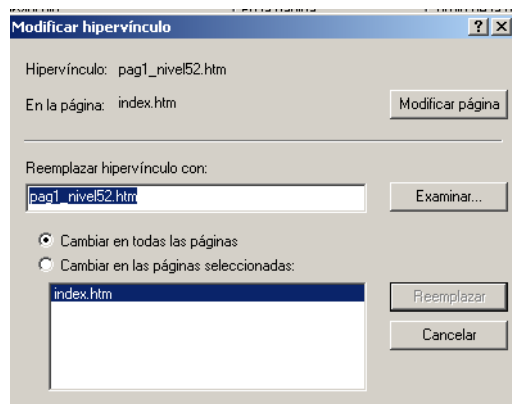 Modificar hipervínculo
Hipervínculo: pag1_nivel52.htm
En la página: index.htm
Modificar página
Reemplazar hipervínculo con:
pag1_nivel52.htm
Examinar...
Cambiar en todas las páginas
Cambiar en las páginas seleccionadas:
index.htm
Reemplazar
Cancelar